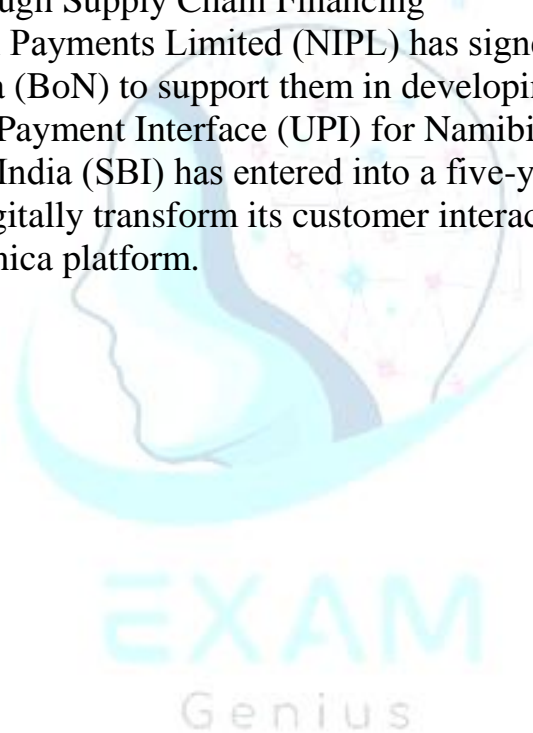 ugh Supply Chain Financing
Payments Limited (NIPL) has signe
a (BoN) to support them in developin
Payment Interface (UPI) for Namibi
India (SBI) has entered into a five-y
gitally transform its customer interac
nica platform.
EXAM
Genius